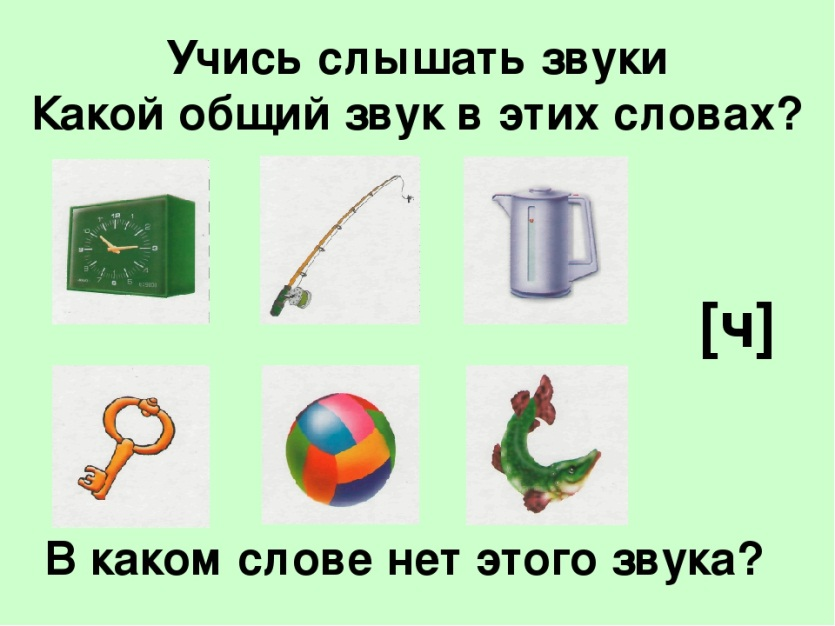 Учись слышать звуки
Какой общий звук в этих словах?
[ч]
В каком слове нет этого звука?